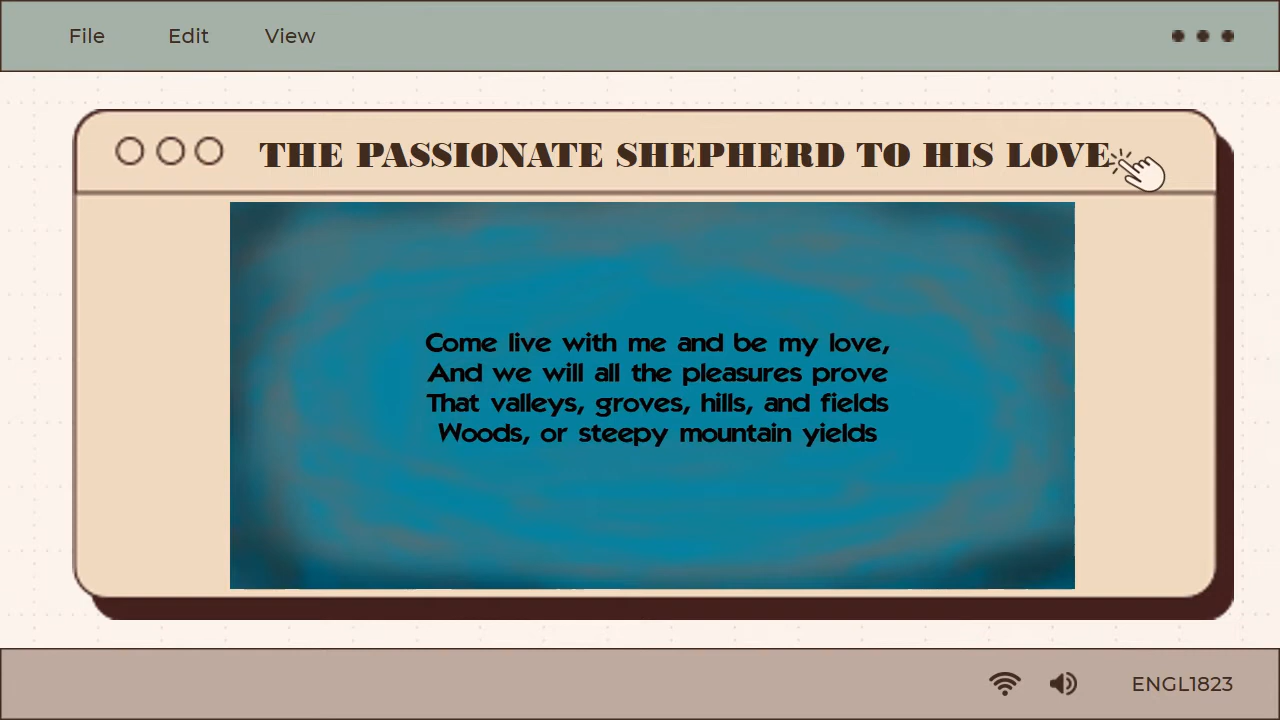 File Edit View
THE PASSIONATE SHEPHERD TO HIS LOVE
Come live with me and be my love,
And we will all the pleasures prove
That valleys, groves, hills, and fields
Woods, or steepy mountain yields
ENGL1823